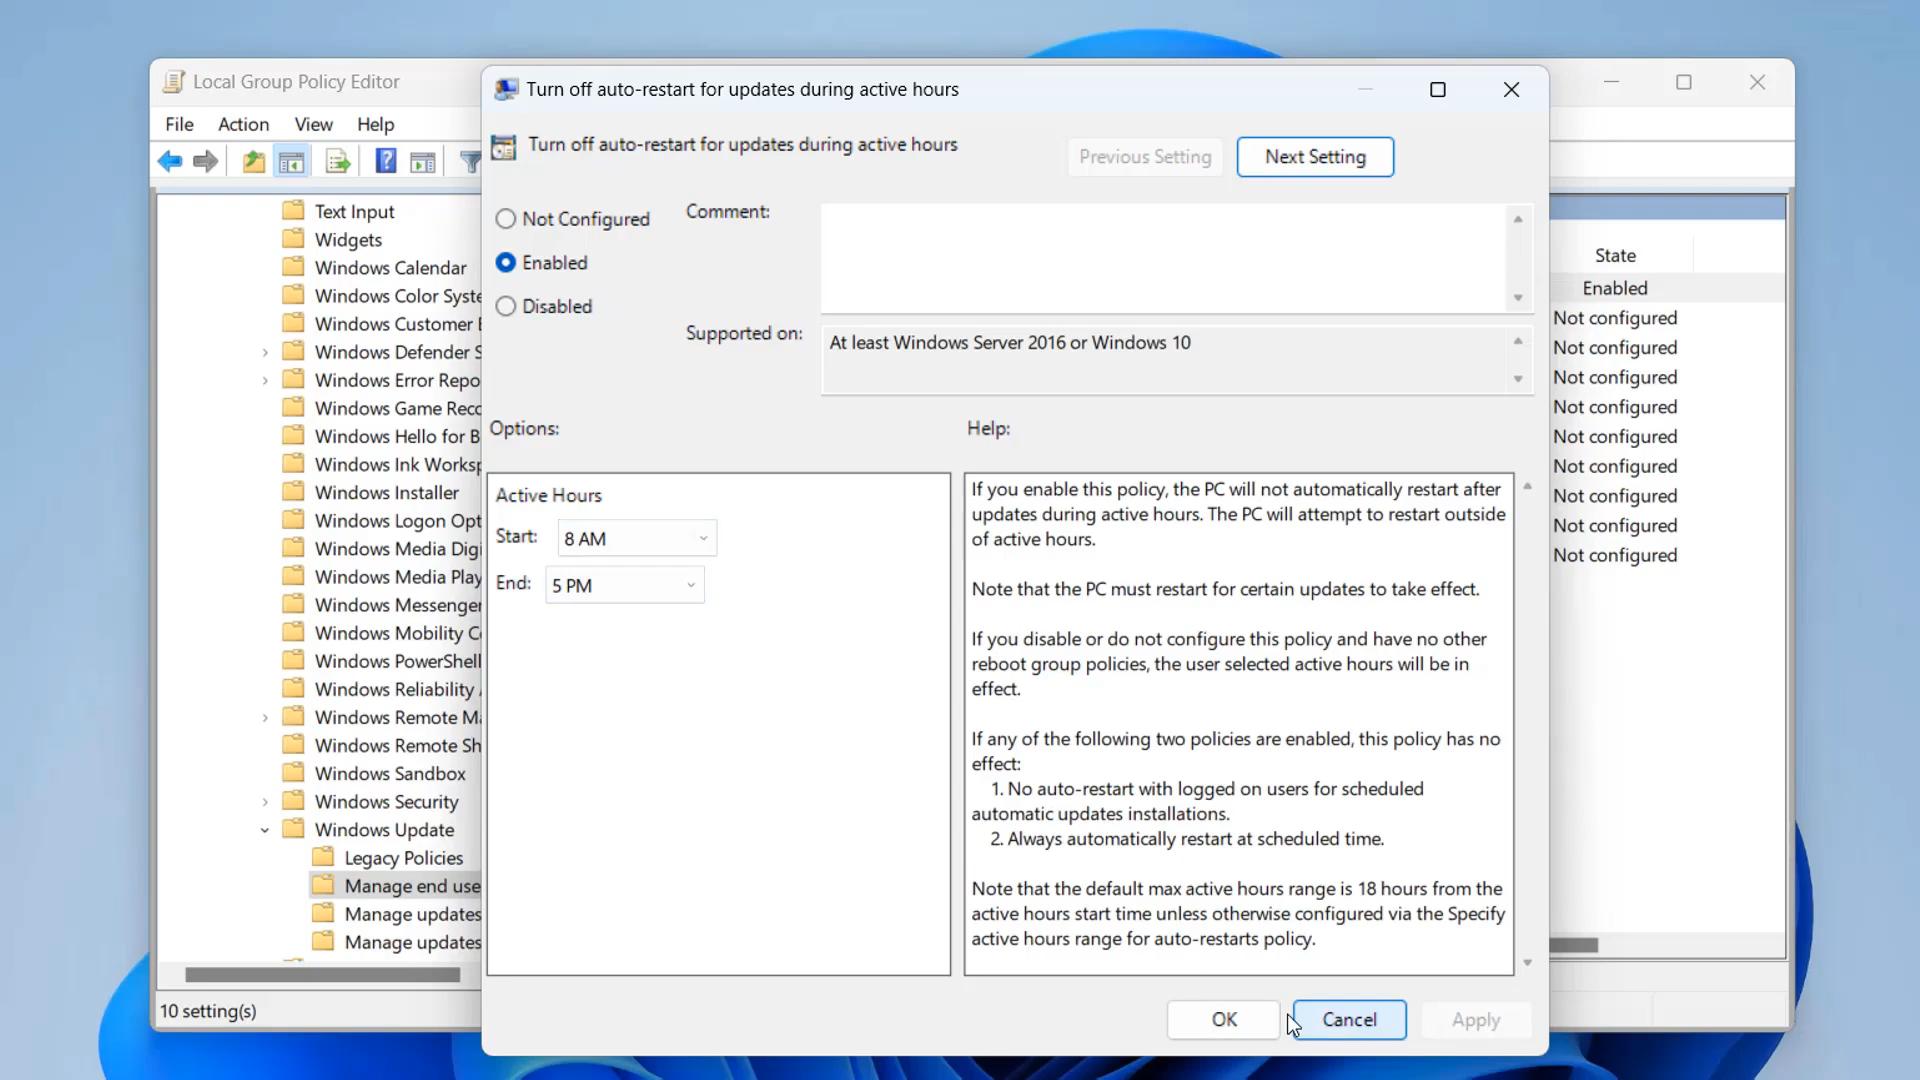 Local Group Policy Editor
File Action View Help
Text Input
Widgets
Windows Calendar
Windows Color Syste
Windows Customer E
Windows Defender S
Windows Error Repo
Windows Game Reco
Windows Hello for B
Windows Ink Worksp
Windows Installer
Windows Logon Opt
Windows Media Digi
Windows Media Play
Windows Messenger
Windows Mobility C
Windows PowerShell
Windows Reliability
Windows Remote Ma
Windows Remote Sh
Windows Sandbox
Windows Security
Windows Update
Legacy Policies
Manage end use
Manage updates
Manage updates
10 setting(s)
Turn off auto-restart for updates during active hours
Turn off auto-restart for updates during active hours
Previous Setting
Next Setting
Not Configured
Enabled
Disabled
Comment:
Supported on:
At least Windows Server 2016 or Windows 10
Options:
Active Hours
Start: 8 AM
End: 5 PM
Help:
If you enable this policy, the PC will not automatically restart after
updates during active hours. The PC will attempt to restart outside
of active hours.
Note that the PC must restart for certain updates to take effect.
If you disable or do not configure this policy and have no other
reboot group policies, the user selected active hours will be in
effect.
If any of the following two policies are enabled, this policy has no
effect:
1. No auto-restart with logged on users for scheduled
automatic updates installations.
2. Always automatically restart at scheduled time.
Note that the default max active hours range is 18 hours from the
active hours start time unless otherwise configured via the Specify
active hours range for auto-restarts policy.
OK
Cancel
Apply
State
Enabled
Not configured
Not configured
Not configured
Not configured
Not configured
Not configured
Not configured
Not configured
Not configured